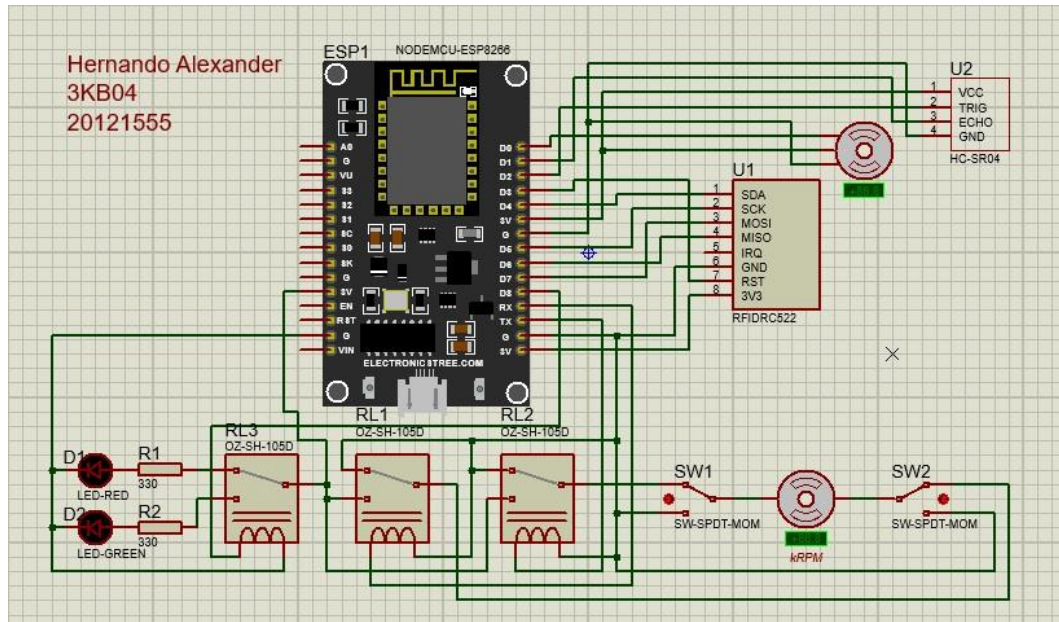 Hernando Alexander
3KB04
20121555
ESP1
NODEMCU-ESP8266
A0
G
VU
S3
S2
S1
SC
S0
SK
G
3V
EN
RST
G
VIN
D0
D1
D2
D3
D4
3V
G
D5
D6
D7
D8
RX
TX
G
3V
ELECTRONICSTREE.COM
U2
1 VCC
2 TRIG
3 ECHO
4 GND
HC-SR04
U1
1 SDA
2 SCK
3 MOSI
4 MISO
5 IRQ
6 GND
7 RST
8 3V3
RFIDRC522
RL3
OZ-SH-105D
RL1
OZ-SH-105D
RL2
OZ-SH-105D
D1
LED-RED
R1
330
D2
LED-GREEN
R2
330
SW1
SW-SPDT-MOM
SW2
SW-SPDT-MOM
kRPM